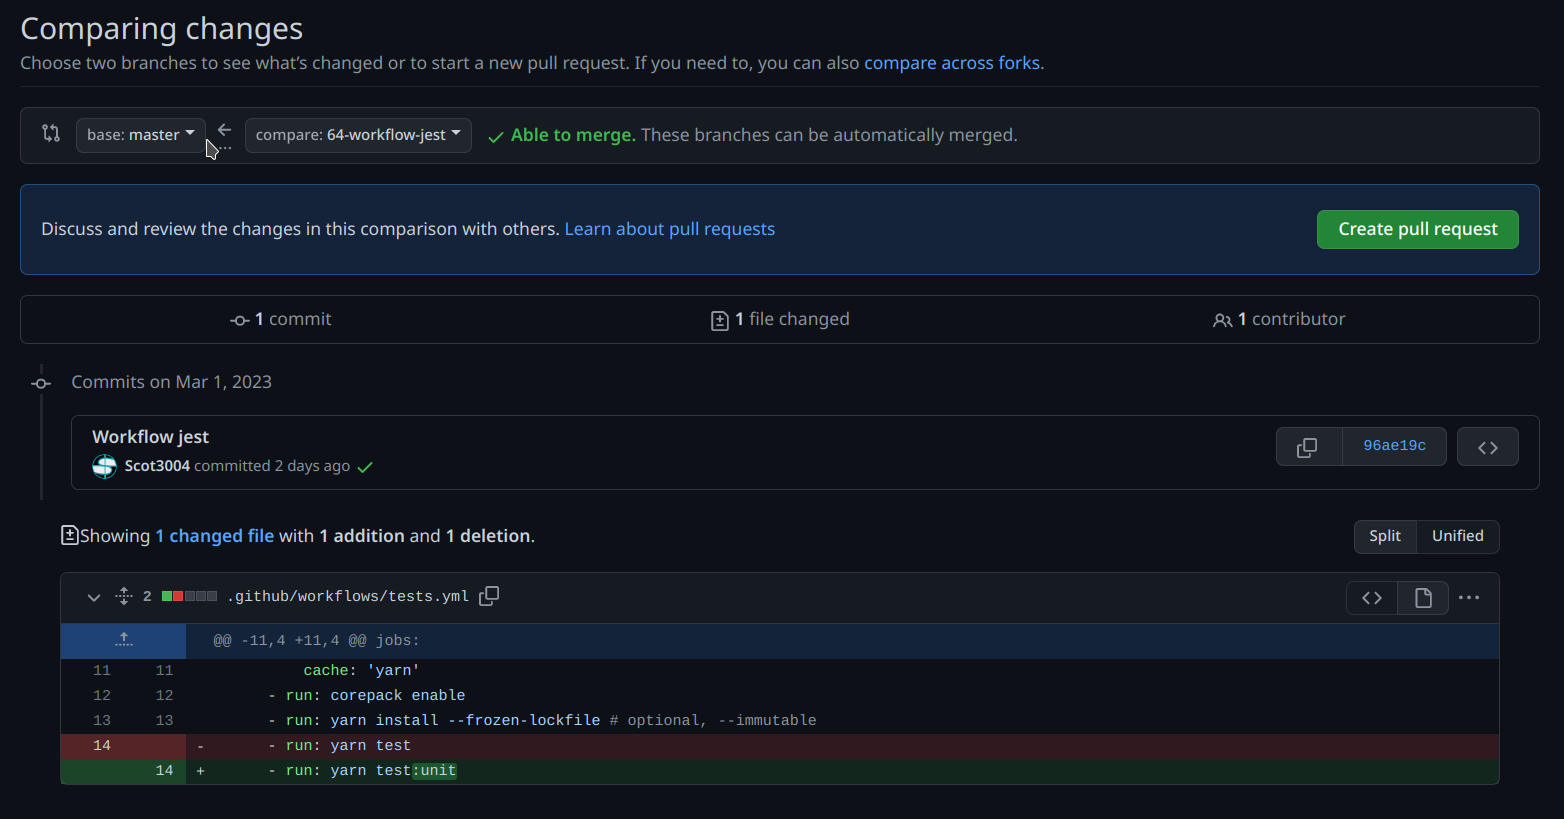 Comparing changes
Choose two branches to see what’s changed or to start a new pull request. If you need to, you can also compare across forks.
base: master compare: 64-workflow-jest Able to merge. These branches can be automatically merged.
Discuss and review the changes in this comparison with others. Learn about pull requests Create pull request
1 commit 1 file changed 1 contributor
Commits on Mar 1, 2023
Workflow jest
Scot3004 committed 2 days ago 96ae19c
Showing 1 changed file with 1 addition and 1 deletion. Split Unified
2 .github/workflows/tests.yml
@@ -11,4 +11,4 @@ jobs:
11 11 cache: 'yarn'
12 12 - run: corepack enable
13 13 - run: yarn install --frozen-lockfile # optional, --immutable
14 - - run: yarn test
14 + - run: yarn test:unit